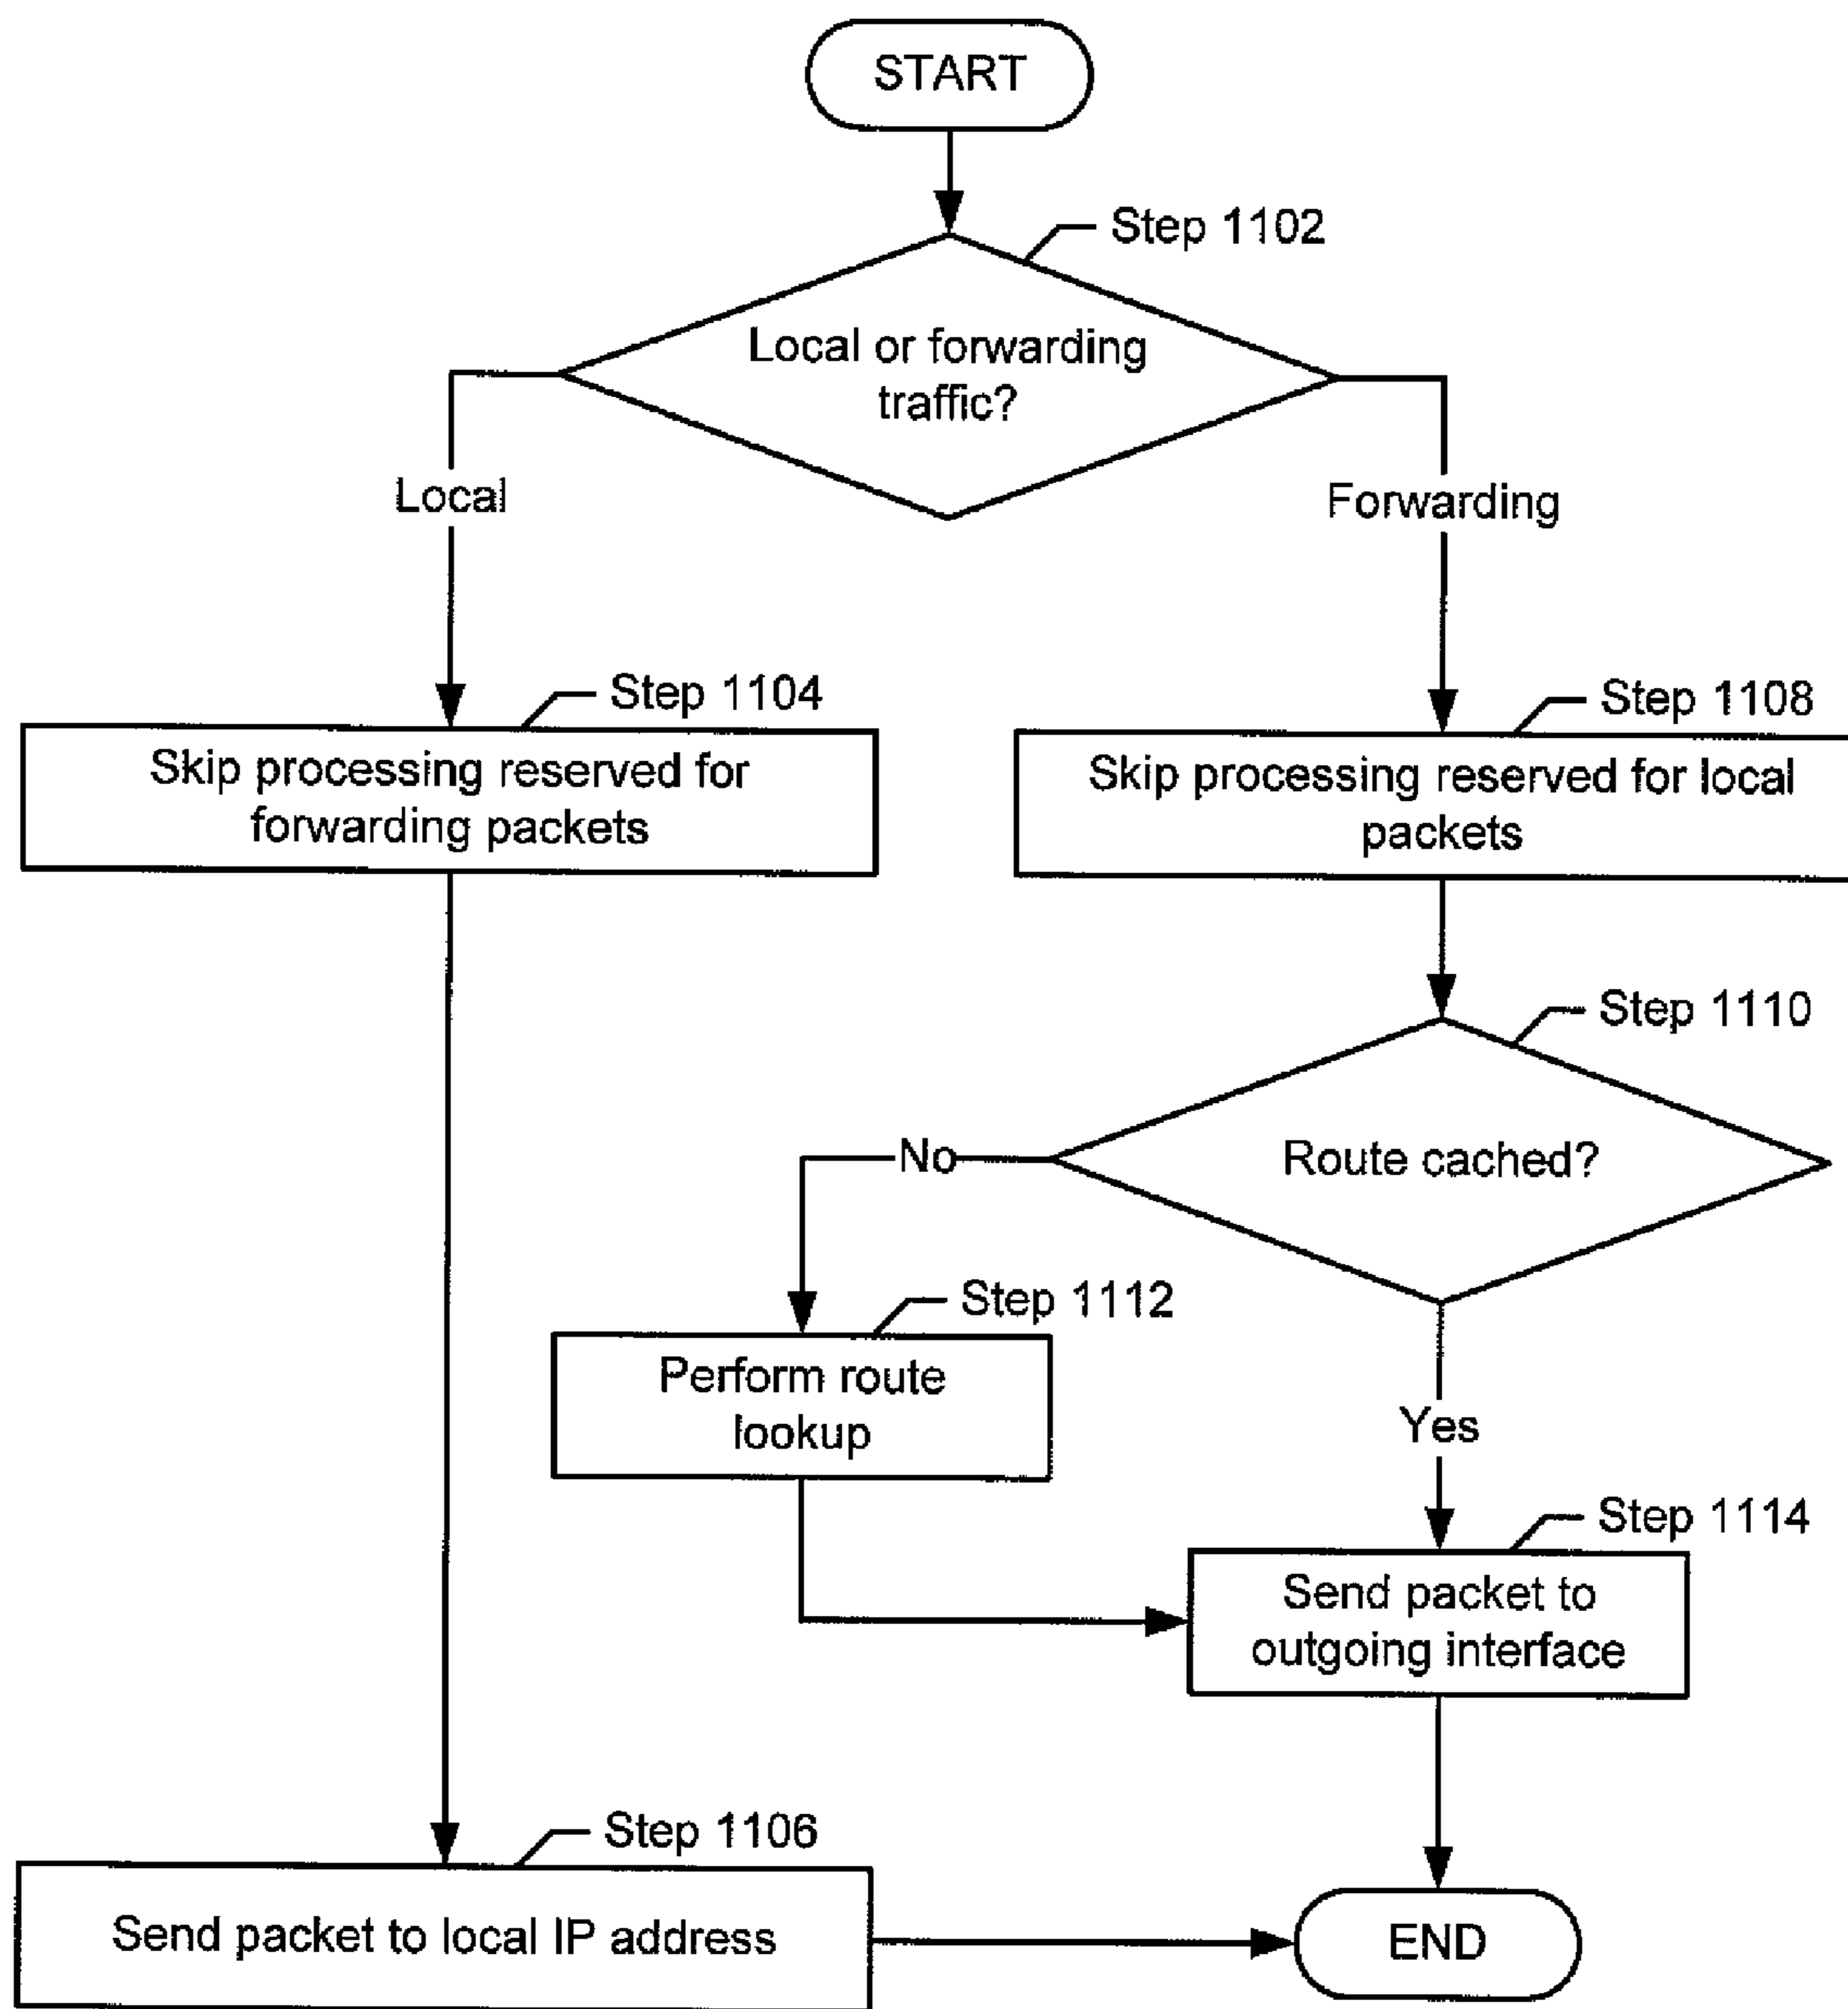 START
Step 1102
Local or forwarding
traffic?
Local
Forwarding
Step 1104
Skip processing reserved for
forwarding packets
Step 1108
Skip processing reserved for local
packets
Step 1110
Route cached?
No
Step 1112
Perform route
lookup
Yes
Step 1114
Send packet to
outgoing interface
Step 1106
Send packet to local IP address
END